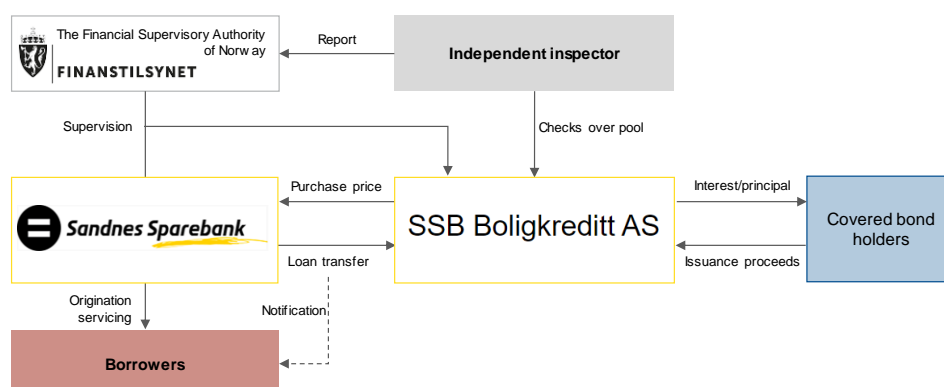 The Financial Supervisory Authority
of Norway
FINANSTILSYNET
Report
Independent inspector
Supervision
Checks over pool
Sandnes Sparebank
Purchase price
SSB Boligkreditt AS
Interest/principal
Covered bond
holders
Loan transfer
Issuance proceeds
Origination
servicing
Notification
Borrowers